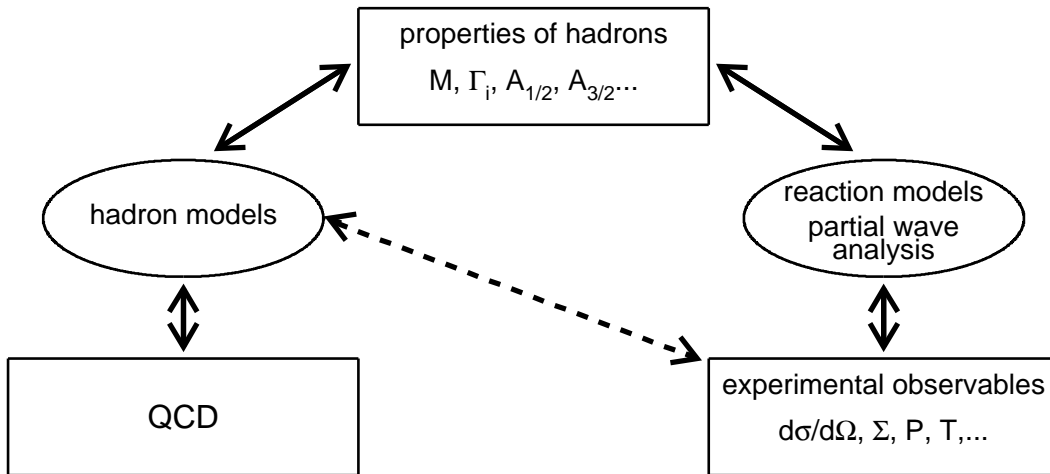 properties of hadrons
M, Γi, A1/2, A3/2...
hadron models
reaction models
partial wave
analysis
QCD
experimental observables
dσ/dΩ, Σ, P, T,...